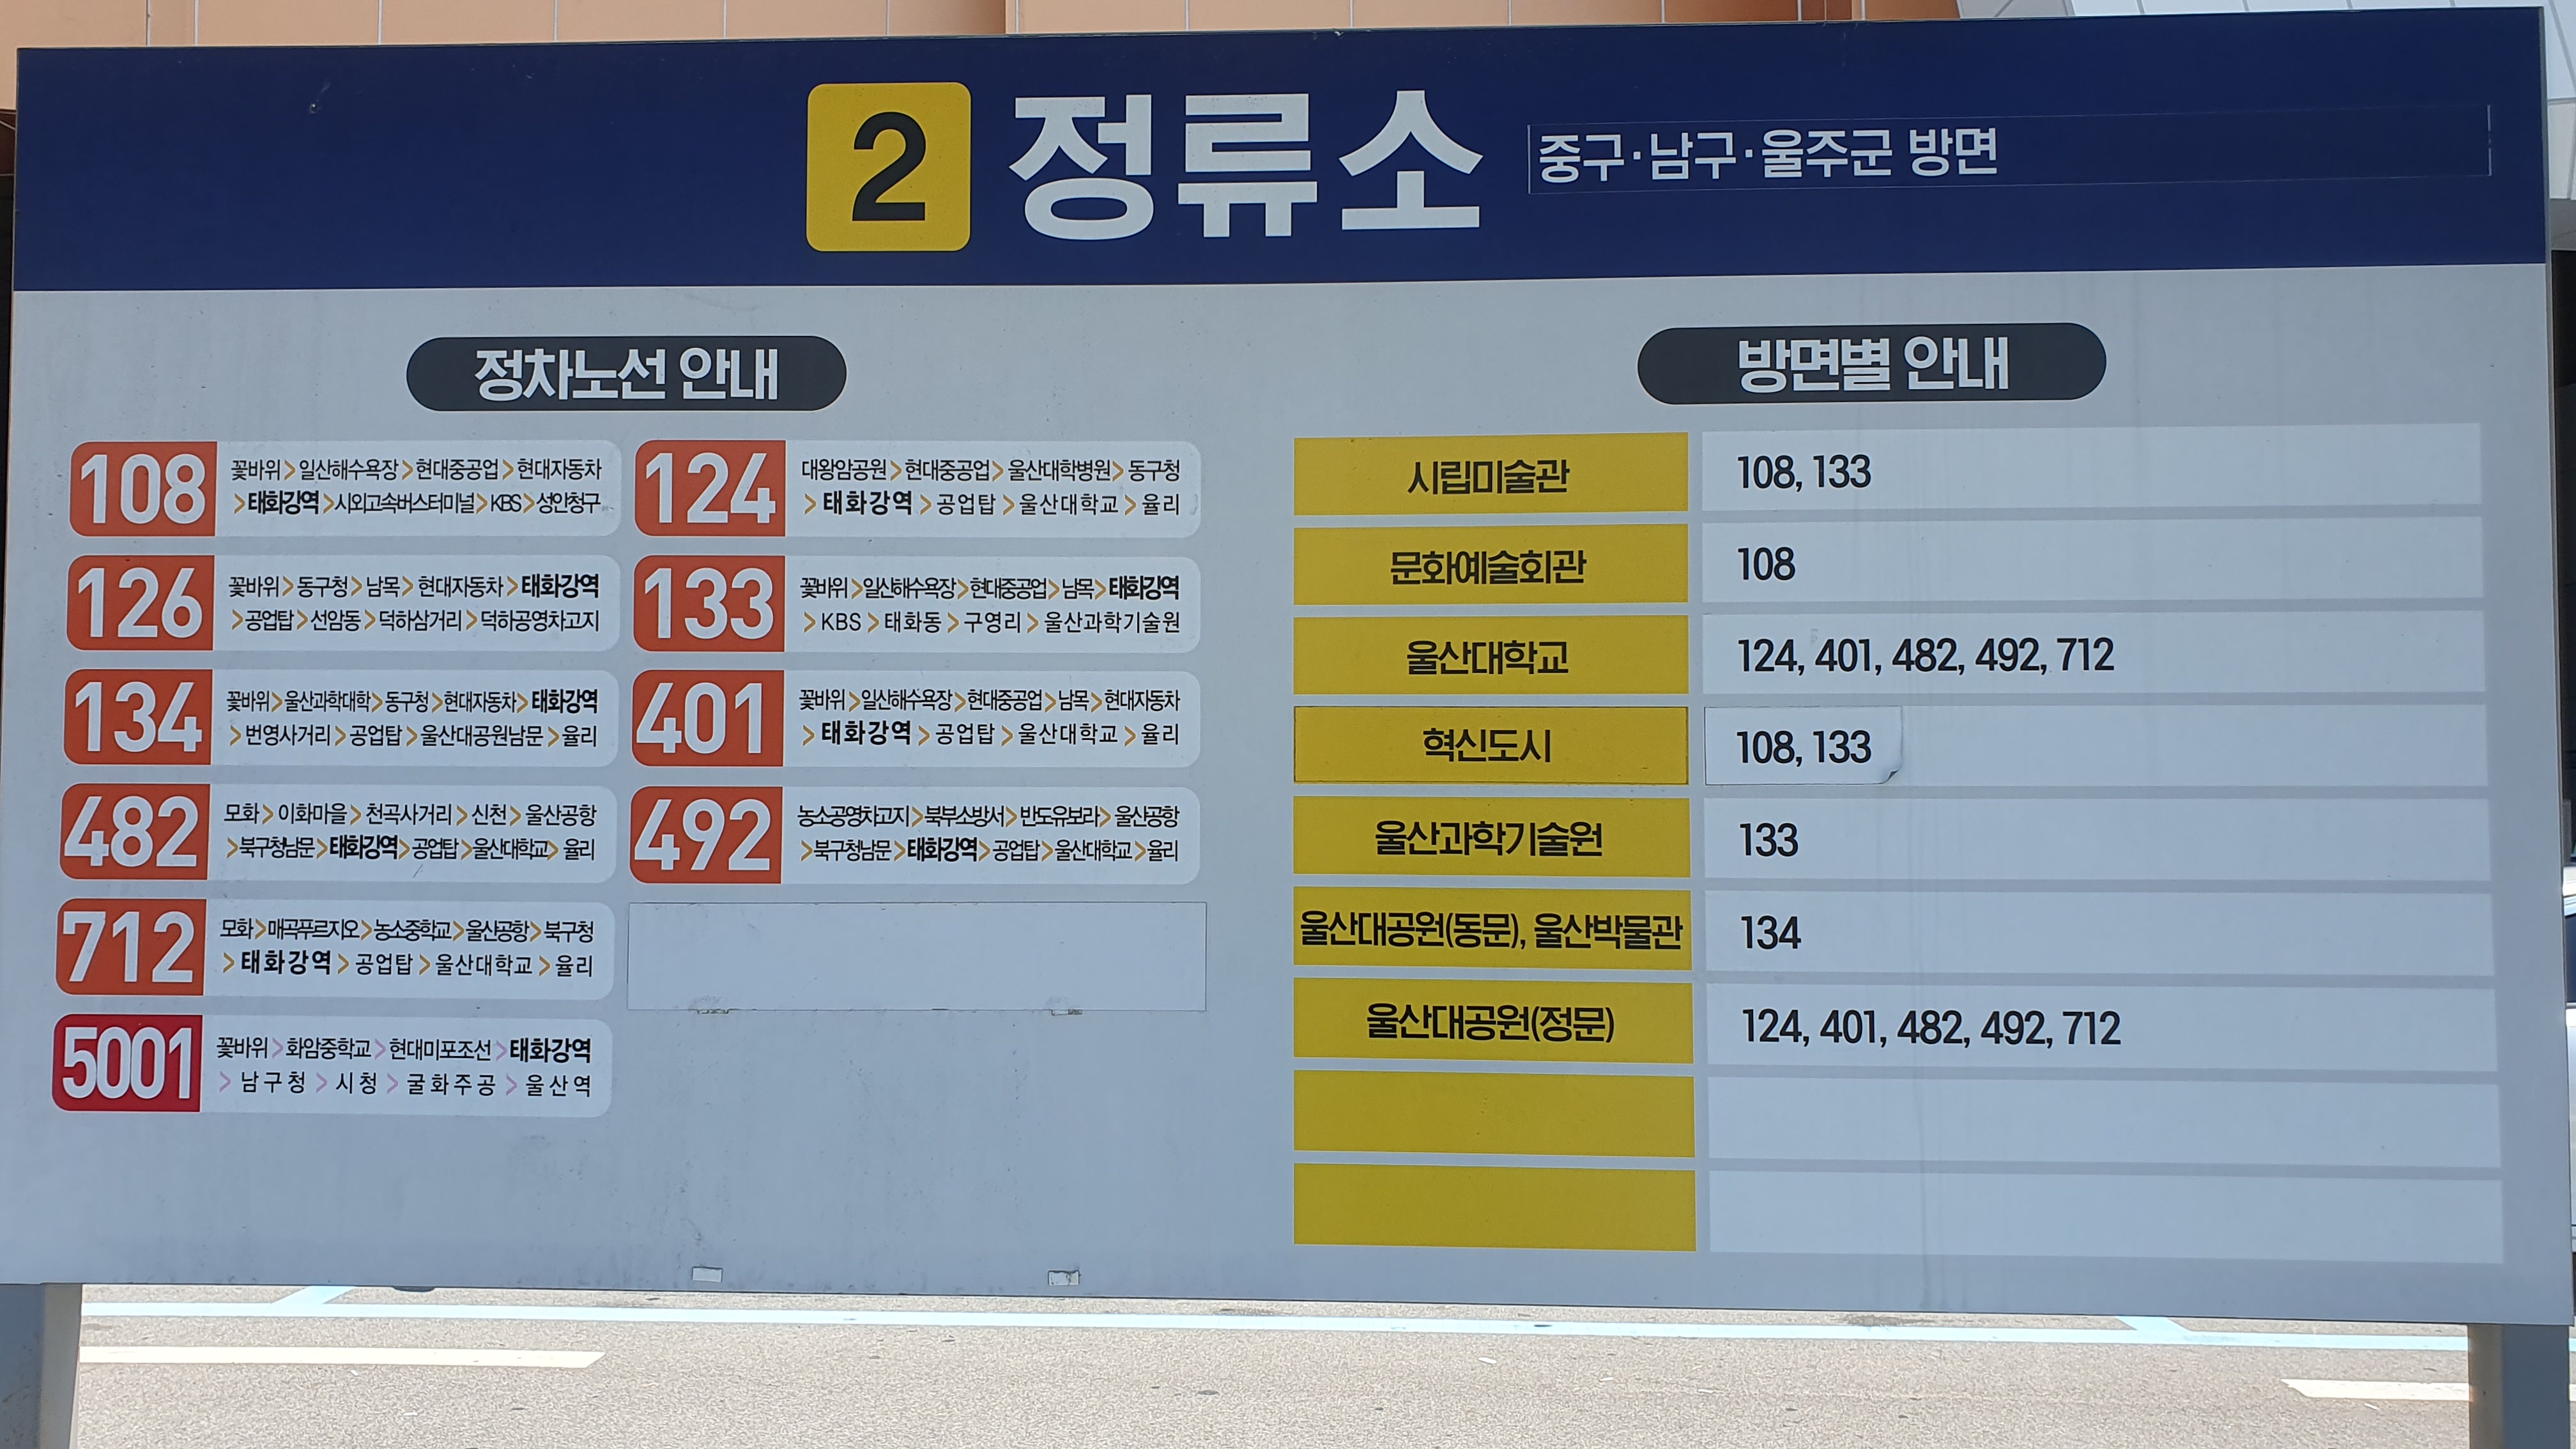 2 정류소 중구·남구·울주군 방면
정차노선 안내
108 꽃바위>일산해수욕장>현대중공업>현대자동차
>태화강역>시외고속버스터미널>KBS>성안청구
124 대왕암공원>현대중공업>울산대학병원>동구청
>태화강역>공업탑>울산대학교>율리
126 꽃바위>동구청>남목>현대자동차>태화강역
>공업탑>선암동>덕하삼거리>덕하공영차고지
133 꽃바위>일산해수욕장>현대중공업>남목>태화강역
>KBS>태화동>구영리>울산과학기술원
134 꽃바위>울산과학대학>동구청>현대자동차>태화강역
>번영사거리>공업탑>울산대공원남문>율리
401 꽃바위>일산해수욕장>현대중공업>남목>현대자동차
>태화강역>공업탑>울산대학교>율리
482 모화>이화마을>천곡사거리>신천>울산공항
>북구청남문>태화강역>공업탑>울산대학교>율리
492 농소공영차고지>북부소방서>반도유보라>울산공항
>북구청남문>태화강역>공업탑>울산대학교>율리
712 모화>매곡푸르지오>농소중학교>울산공항>북구청
>태화강역>공업탑>울산대학교>율리
5001 꽃바위>화암중학교>현대미포조선>태화강역
>남구청>시청>굴화주공>울산역
방면별 안내
시립미술관 108, 133
문화예술회관 108
울산대학교 124, 401, 482, 492, 712
혁신도시 108, 133
울산과학기술원 133
울산대공원(동문), 울산박물관 134
울산대공원(정문) 124, 401, 482, 492, 712